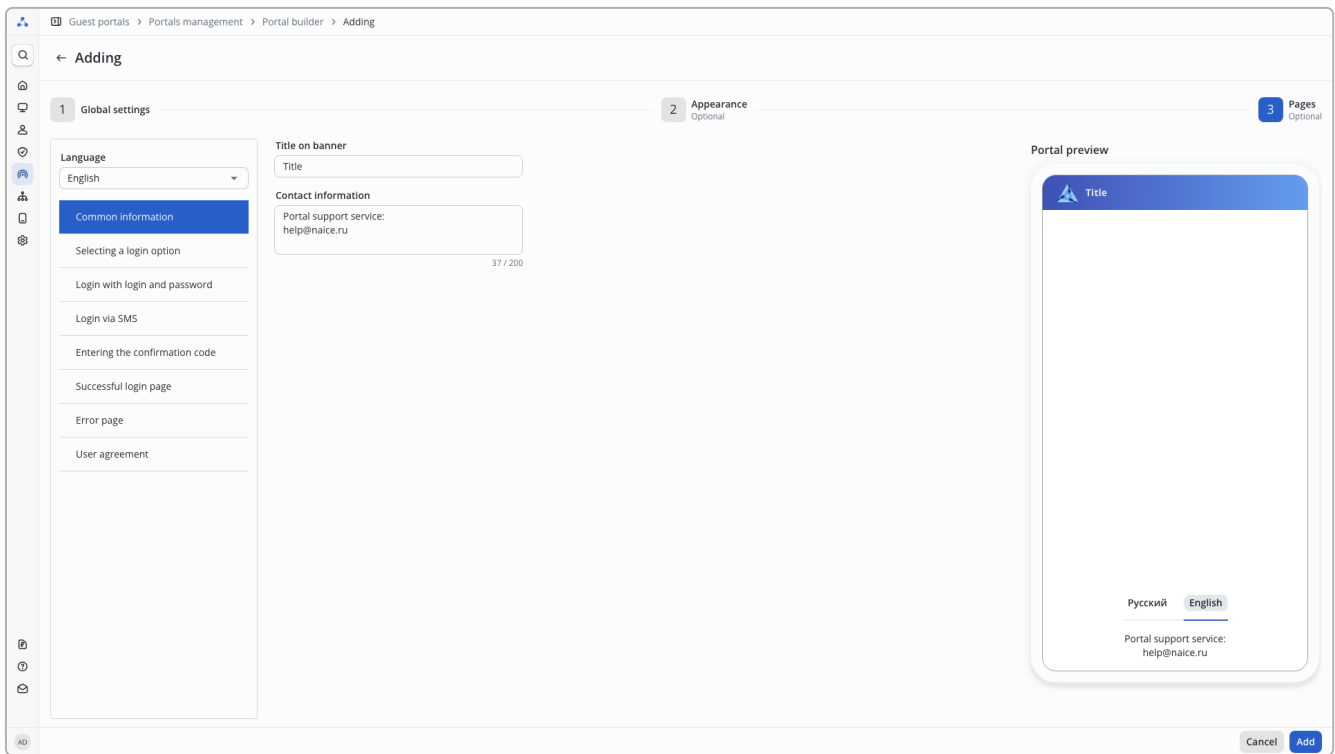 Guest portals > Portals management > Portal builder > Adding
← Adding
1 Global settings
2 Appearance
Optional
3 Pages
Optional
Language
English
Common information
Selecting a login option
Login with login and password
Login via SMS
Entering the confirmation code
Successful login page
Error page
User agreement
Title on banner
Title
Contact information
Portal support service:
help@naice.ru
37 / 200
Portal preview
Title
Русский English
Portal support service:
help@naice.ru
AD
Cancel Add